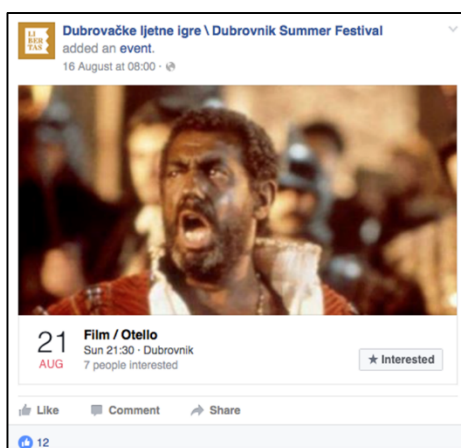 LI
BER
TAS
Dubrovačke ljetne igre \ Dubrovnik Summer Festival
added an event.
16 August at 08:00 ·
21
AUG
Film / Otello
Sun 21:30 · Dubrovnik
7 people interested
★ Interested
Like Comment Share
12